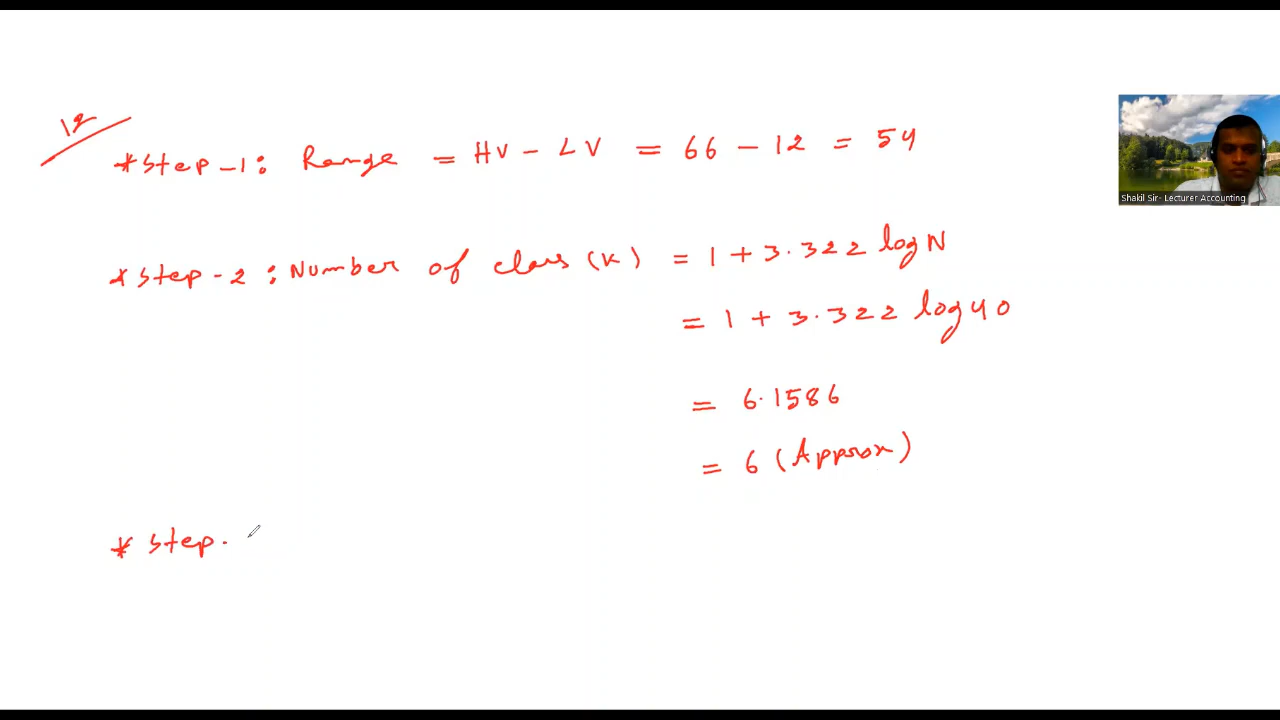 12
*Step-1: Range = HV - LV = 66 - 12 = 54
*Step-2: Number of class (K) = 1 + 3.322 log N
= 1 + 3.322 log 40
= 6.1586
= 6 (Approx)
* Step.
Shakil Sir- Lecturer Accounting